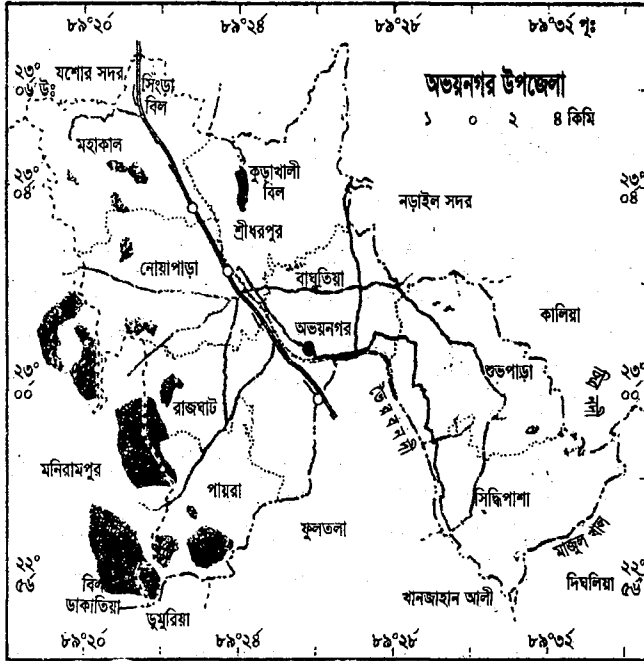 ৮৯°২০ ৮৯°২৪ ৮৯°২৮ ৮৯°৩২ পূঃ
২৩°
০৬ উঃ
যশোর সদর
সিংড়া
বিল
অভয়নগর উপজেলা
১ ০ ২ ৪ কিমি
মহাকাল
কুড়াখালী
বিল
২৩°
০৪
২৩°
০৪
নড়াইল সদর
শ্রীধরপুর
নোয়াপাড়া
বাঘুতিয়া
কালিয়া
অভয়নগর
২৩°
০০
২৩°
০০
শুভপাড়া
রাজঘাট
ভৈরব নদী
নদী
মনিরামপুর
পায়রা
সিদ্ধিপাশা
ফুলতলা
মাজুল খাল
২২°
৫৬
২২°
৫৬
বিল
ডাকাতিয়া
ডুমুরিয়া
খানজাহান আলী
দিঘলিয়া
৮৯°২০ ৮৯°২৪ ৮৯°২৮ ৮৯°৩২